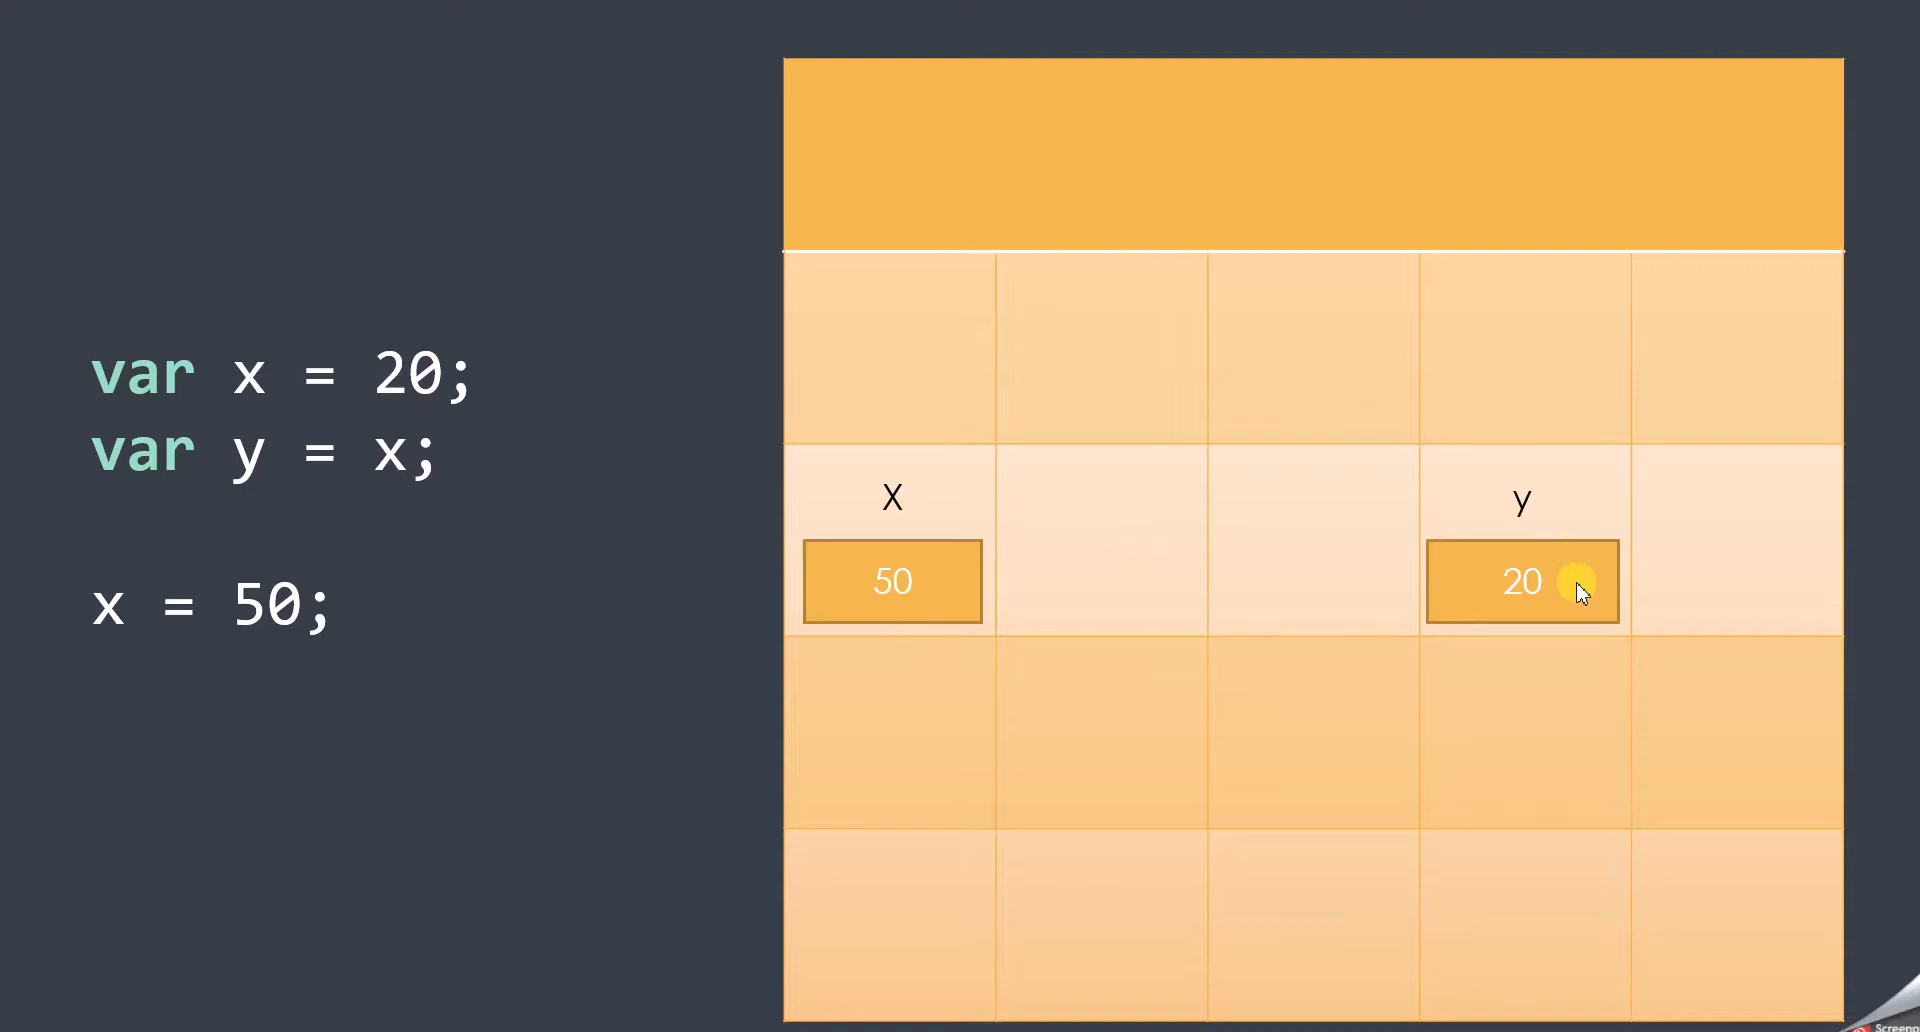 var x = 20;
var y = x;
x = 50;
X
y
50
20